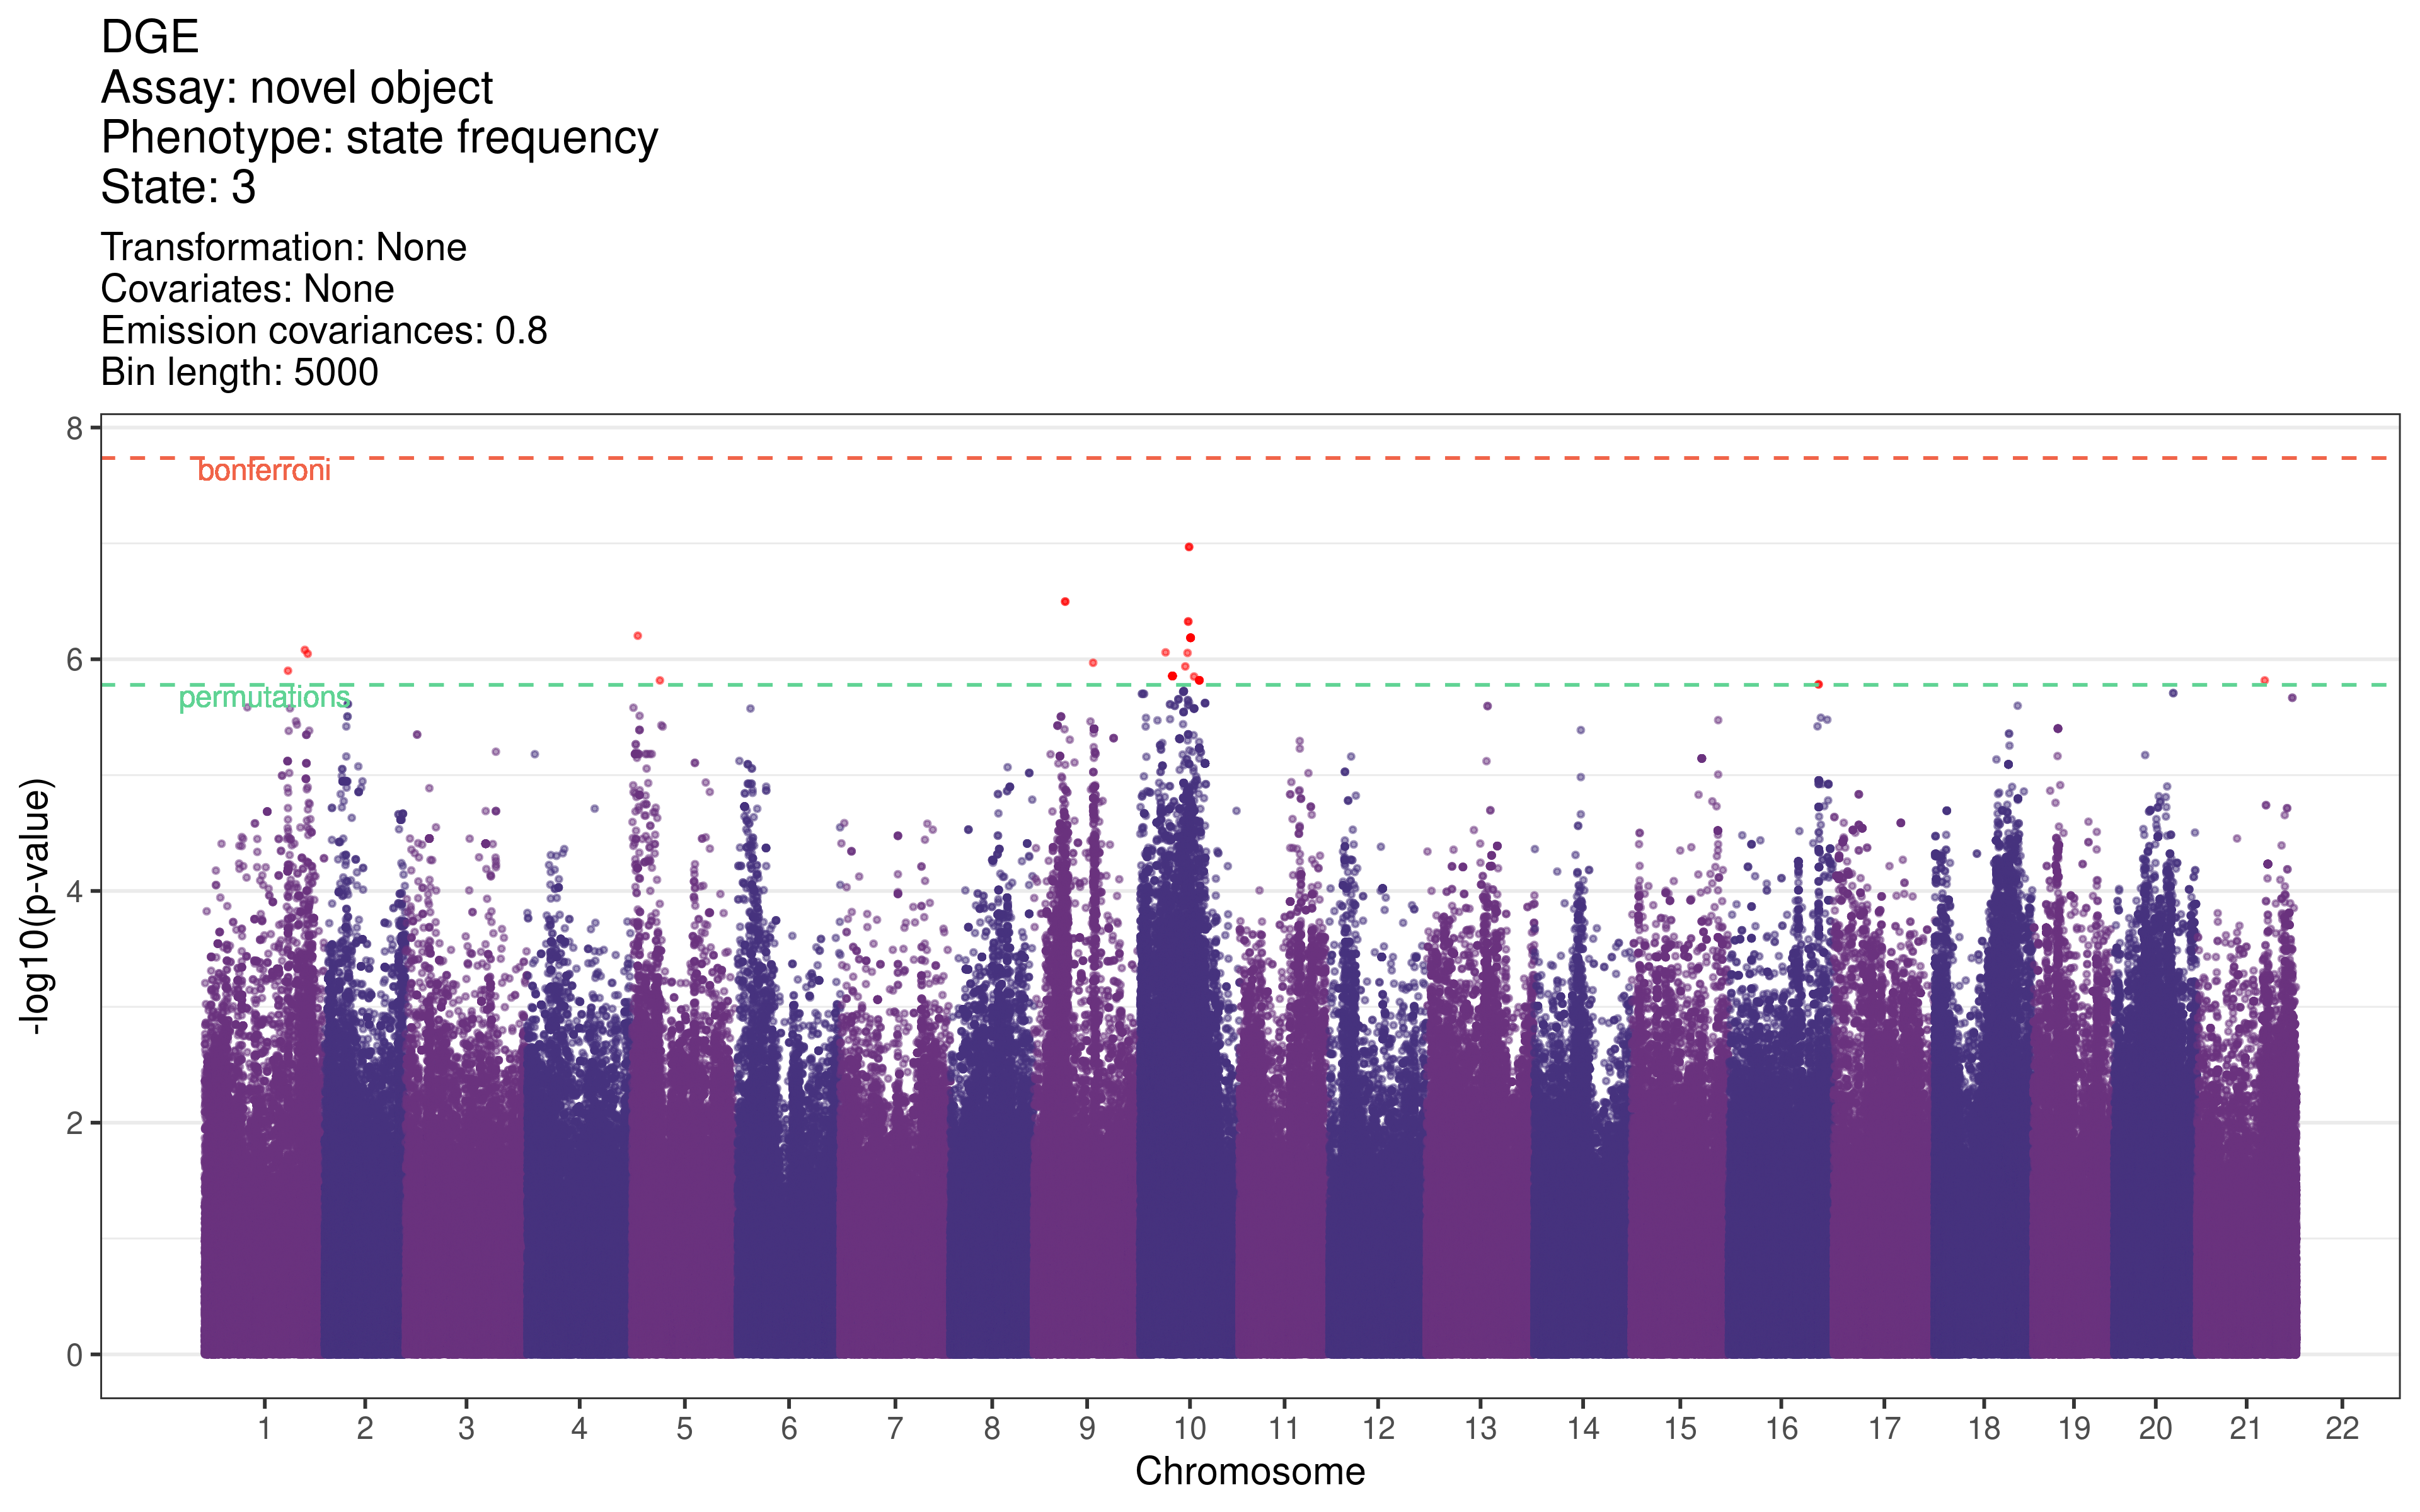 DGE
Assay: novel object
Phenotype: state frequency
State: 3
Transformation: None
Covariates: None
Emission covariances: 0.8
Bin length: 5000
8
bonferroni
6
permutations
4
2
0
-log10(p-value)
1 2 3 4 5 6 7 8 9 10 11 12 13 14 15 16 17 18 19 20 21 22
Chromosome